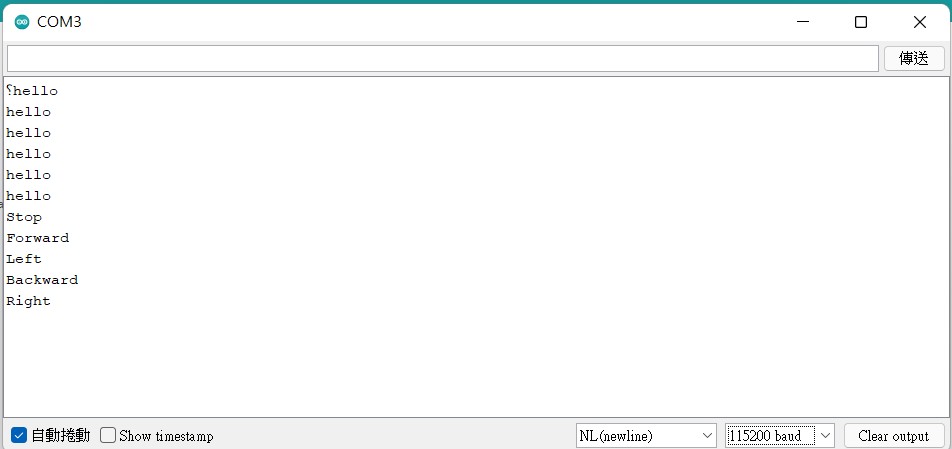 COM3
傳送
⸮hello
hello
hello
hello
hello
hello
Stop
Forward
Left
Backward
Right
自動捲動 Show timestamp NL(newline) 115200 baud Clear output